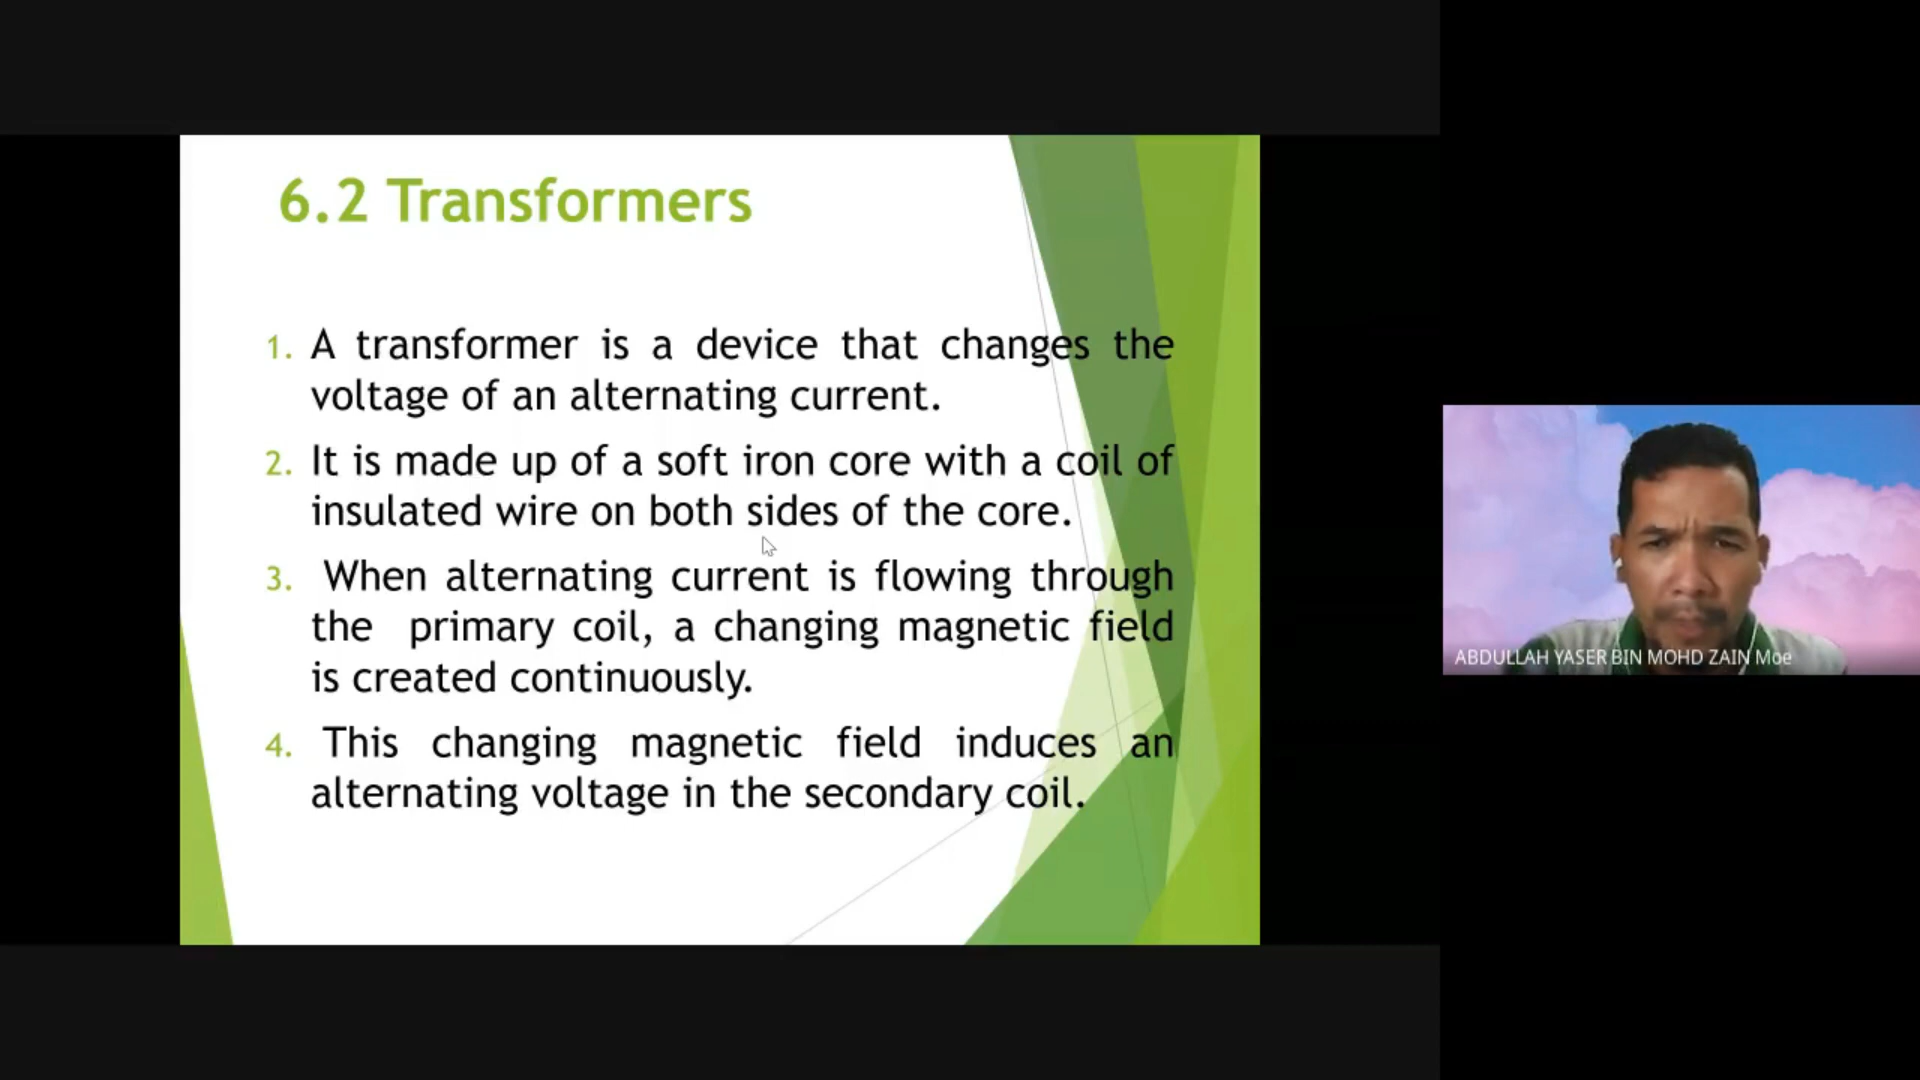 6.2 Transformers
1. A transformer is a device that changes the
voltage of an alternating current.
2. It is made up of a soft iron core with a coil of
insulated wire on both sides of the core.
3. When alternating current is flowing through
the primary coil, a changing magnetic field
is created continuously.
4. This changing magnetic field induces an
alternating voltage in the secondary coil.
ABDULLAH YASER BIN MOHD ZAIN Moe